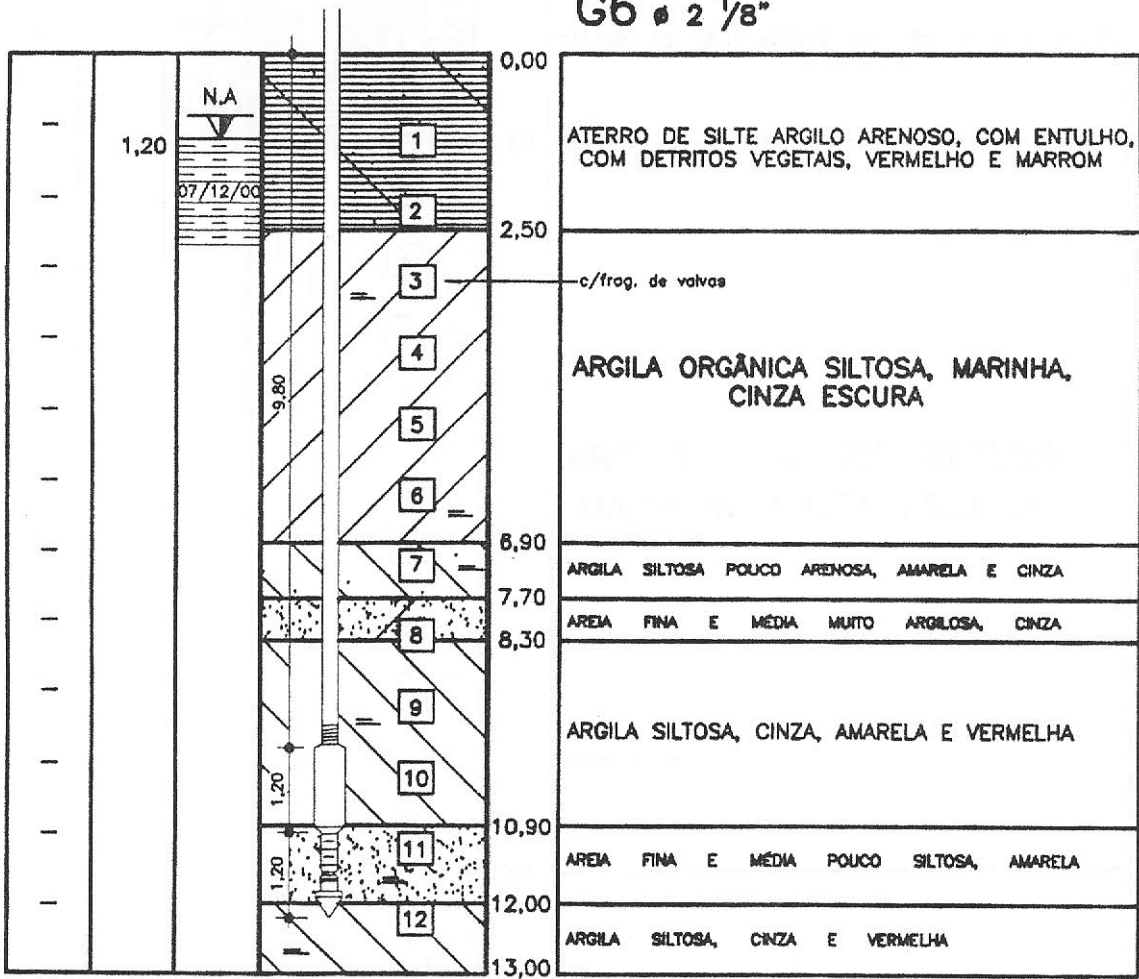 G6 ø 2 1/8"
0,00
N.A
1,20
07/12/00
1
2
ATERRO DE SILTE ARGILO ARENOSO, COM ENTULHO,
COM DETRITOS VEGETAIS, VERMELHO E MARROM
2,50
3
c/frag. de valvas
4
9,80
5
6
ARGILA ORGÂNICA SILTOSA, MARINHA,
CINZA ESCURA
6,90
7
ARGILA SILTOSA POUCO ARENOSA, AMARELA E CINZA
7,70
8
AREIA FINA E MÉDIA MUITO ARGILOSA, CINZA
8,30
9
ARGILA SILTOSA, CINZA, AMARELA E VERMELHA
10
1,20
10,90
11
1,20
AREIA FINA E MÉDIA POUCO SILTOSA, AMARELA
12,00
12
ARGILA SILTOSA, CINZA E VERMELHA
13,00